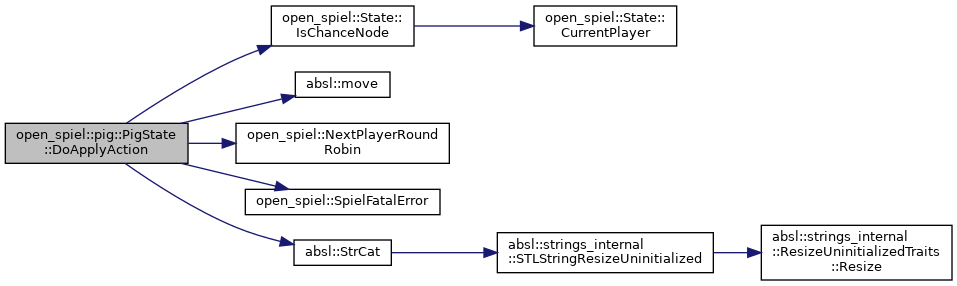 open_spiel::State::
IsChanceNode
open_spiel::State::
CurrentPlayer
absl::move
open_spiel::pig::PigState
::DoApplyAction
open_spiel::NextPlayerRound
Robin
open_spiel::SpielFatalError
absl::StrCat
absl::strings_internal
::STLStringResizeUninitialized
absl::strings_internal
::ResizeUninitializedTraits
::Resize